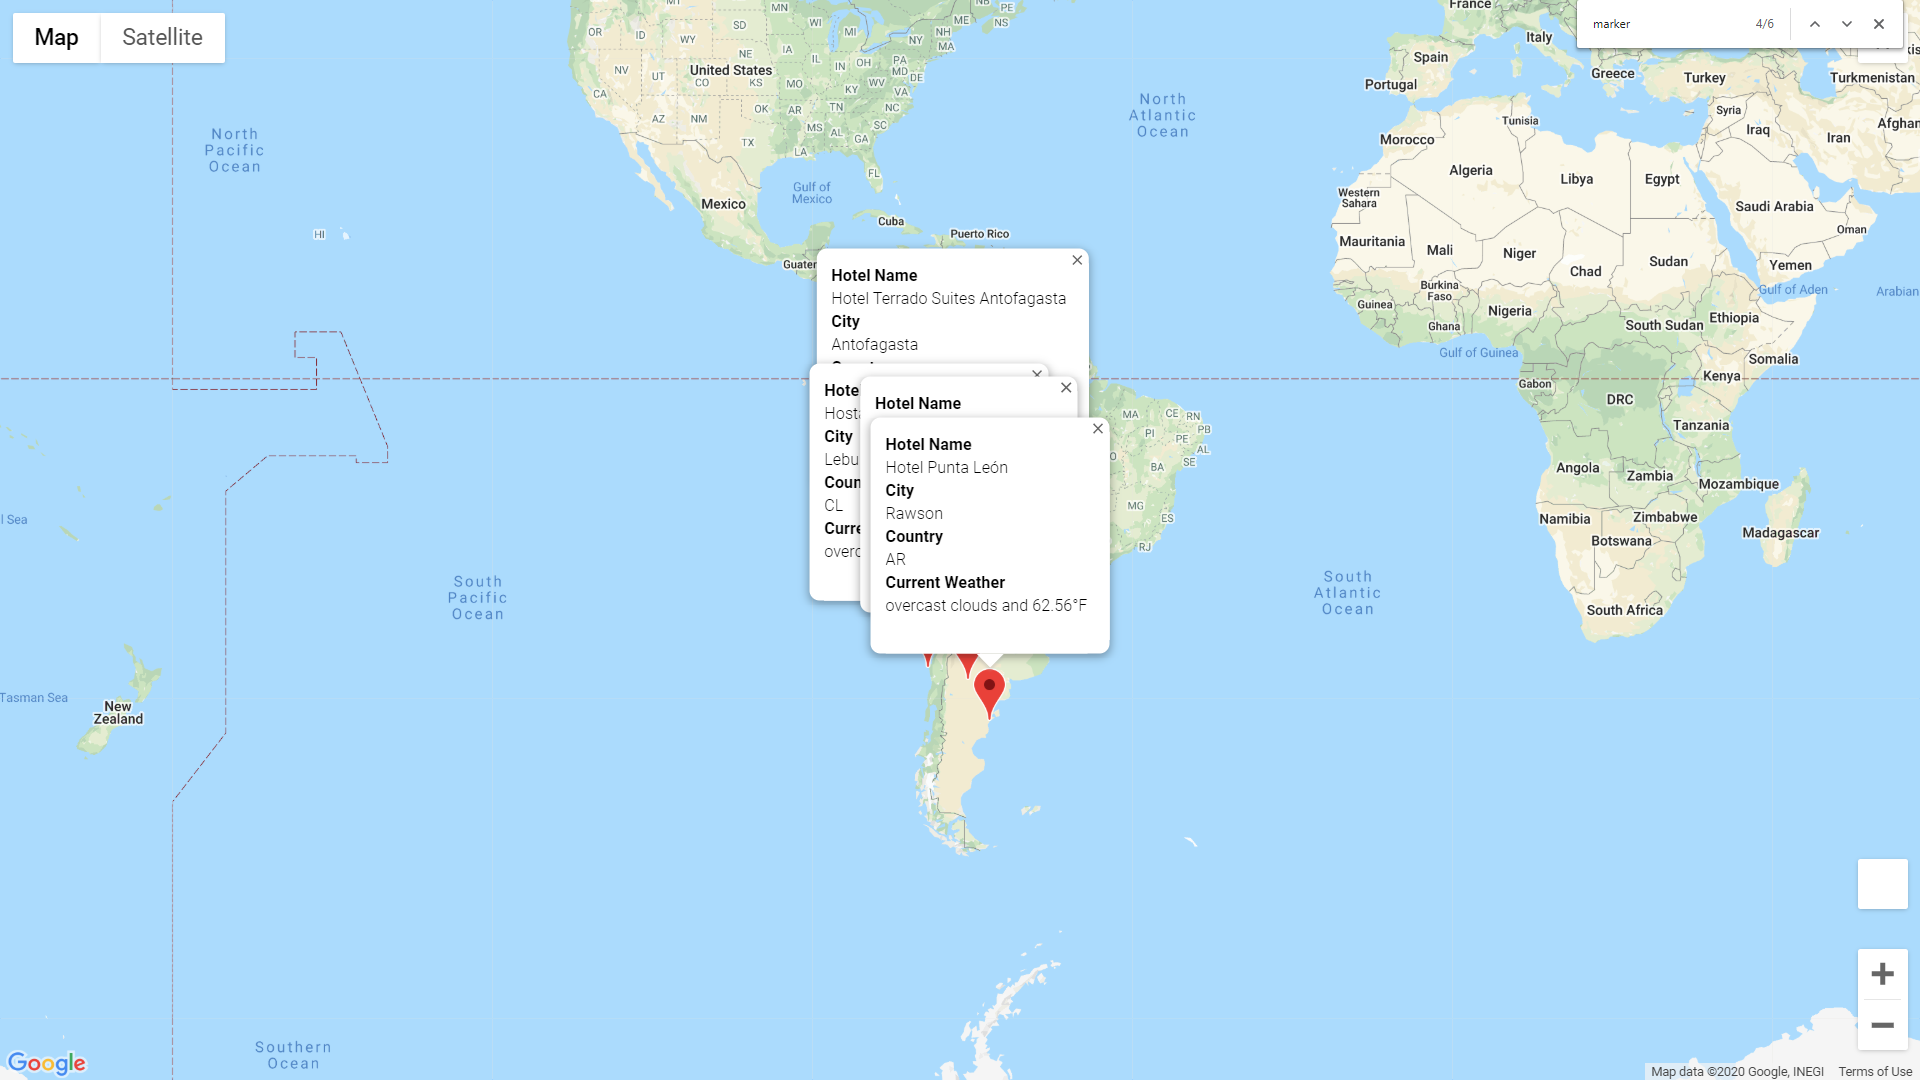 Map
Satellite
marker
4/6
North
Pacific
Ocean
HI
OR
ID
WY
SD
MN
WI
MI
NY
NH
MA
ME
NB
NS
PE
NV
UT
CO
NE
KS
IA
IL
IN
OH
PA
MD
DE
MO
KY
WV
VA
CA
AZ
NM
OK
AR
TN
NC
MS
AL
SC
GA
TX
LA
FL
United States
Mexico
Gulf of
Mexico
Cuba
Puerto Rico
Guater
North
Atlantic
Ocean
France
Italy
Spain
Portugal
Greece
Turkey
Turkmenistan
Syria
Iraq
Iran
Afghan
Tunisia
Morocco
Algeria
Libya
Egypt
Western
Sahara
Saudi Arabia
Oman
Mauritania
Mali
Niger
Chad
Sudan
Yemen
Gulf of Aden
Arabian
Burkina
Faso
Guinea
Ghana
Nigeria
South Sudan
Ethiopia
Somalia
Gulf of Guinea
Gabon
Kenya
DRC
Tanzania
Angola
Zambia
Mozambique
Namibia
Zimbabwe
Botswana
Madagascar
South Africa
South
Atlantic
Ocean
MA
CE
RN
PB
PI
PE
AL
SE
BA
MG
ES
RJ
Hotel Name
Hotel Terrado Suites Antofagasta
City
Antofagasta
Hote
Host
City
Lebu
Coun
CL
Curre
overc
Hotel Name
Hotel Name
Hotel Punta León
City
Rawson
Country
AR
Current Weather
overcast clouds and 62.56°F
l Sea
South
Pacific
Ocean
Tasman Sea
New
Zealand
Southern
Ocean
Google
Map data ©2020 Google, INEGI
Terms of Use